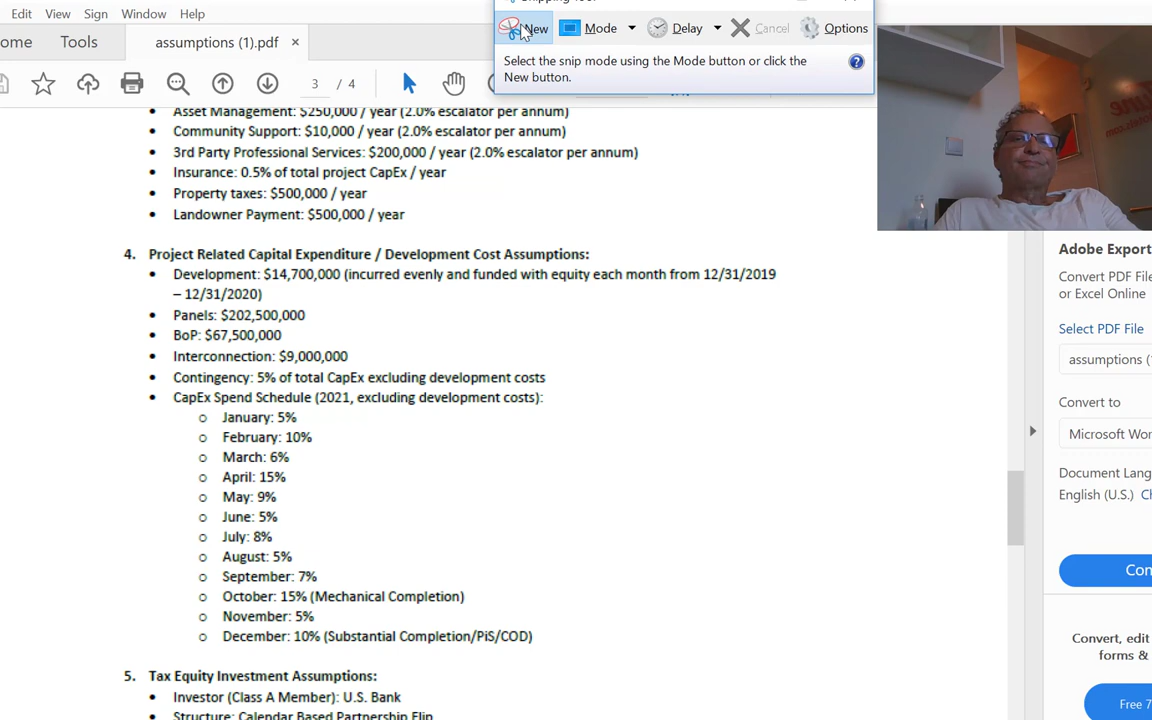 Edit View Sign Window Help
New Mode Delay Cancel Options
Select the snip mode using the Mode button or click the
New button.
ome Tools assumptions (1).pdf ×
3 / 4
• Asset Management: $250,000 / year (2.0% escalator per annum)
• Community Support: $10,000 / year (2.0% escalator per annum)
• 3rd Party Professional Services: $200,000 / year (2.0% escalator per annum)
• Insurance: 0.5% of total project CapEx / year
• Property taxes: $500,000 / year
• Landowner Payment: $500,000 / year
4. Project Related Capital Expenditure / Development Cost Assumptions:
• Development: $14,700,000 (incurred evenly and funded with equity each month from 12/31/2019
– 12/31/2020)
• Panels: $202,500,000
• BoP: $67,500,000
• Interconnection: $9,000,000
• Contingency: 5% of total CapEx excluding development costs
• CapEx Spend Schedule (2021, excluding development costs):
o January: 5%
o February: 10%
o March: 6%
o April: 15%
o May: 9%
o June: 5%
o July: 8%
o August: 5%
o September: 7%
o October: 15% (Mechanical Completion)
o November: 5%
o December: 10% (Substantial Completion/PiS/COD)
5. Tax Equity Investment Assumptions:
• Investor (Class A Member): U.S. Bank
• Structure: Calendar Based Partnership Flip
Adobe Export
Convert PDF File
or Excel Online
Select PDF File
assumptions (
Convert to
Microsoft Wor
Document Lang
English (U.S.) Ch
Con
Convert, edit
forms &
Free 7